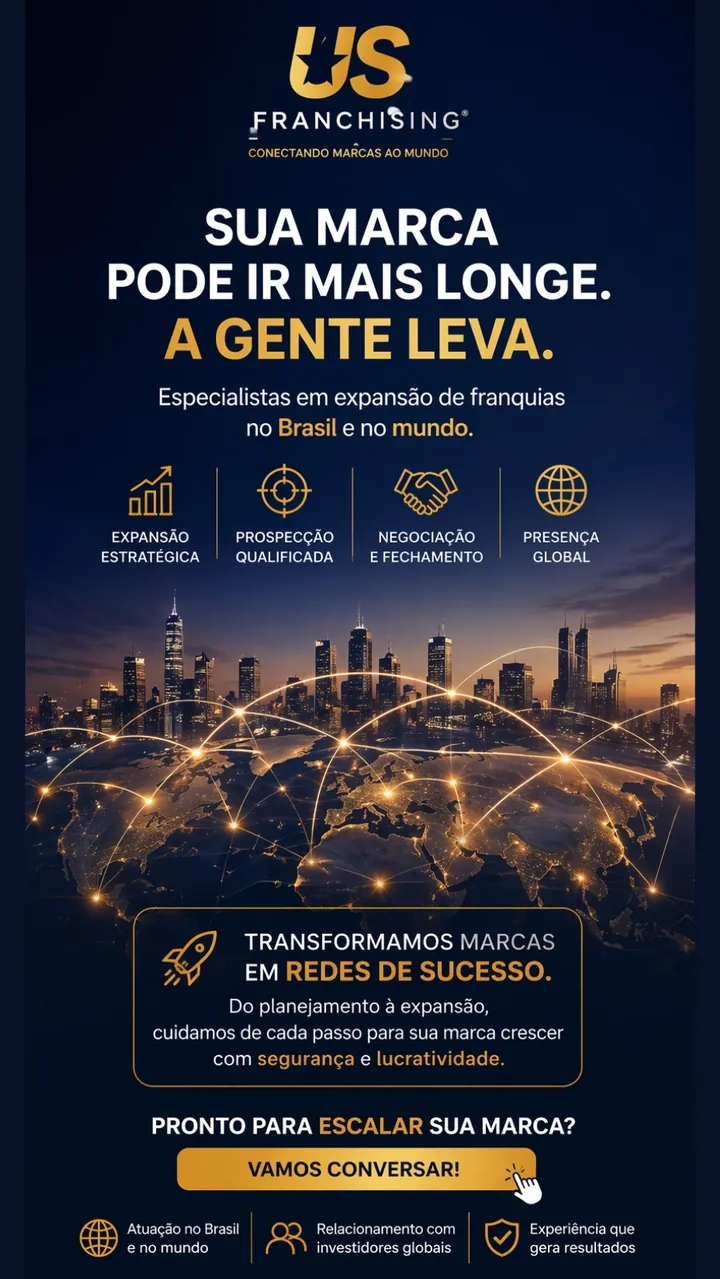 US
FRANCHISING®
CONECTANDO MARCAS AO MUNDO
SUA MARCA
PODE IR MAIS LONGE.
A GENTE LEVA.
Especialistas em expansão de franquias
no Brasil e no mundo.
EXPANSÃO
ESTRATÉGICA
PROSPECÇÃO
QUALIFICADA
NEGOCIAÇÃO
E FECHAMENTO
PRESENÇA
GLOBAL
TRANSFORMAMOS MARCAS
EM REDES DE SUCESSO.
Do planejamento à expansão,
cuidamos de cada passo para sua marca crescer
com segurança e lucratividade.
PRONTO PARA ESCALAR SUA MARCA?
VAMOS CONVERSAR!
Atuação no Brasil
e no mundo
Relacionamento com
investidores globais
Experiência que
gera resultados